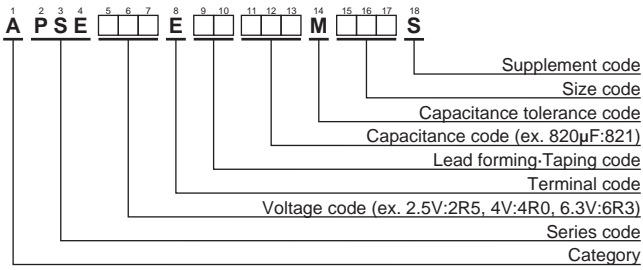 1 2 3 4 5 6 7 8 9 10 11 12 13 14 15 16 17 18
A P S E E M S
Supplement code
Size code
Capacitance tolerance code
Capacitance code (ex. 820µF:821)
Lead forming·Taping code
Terminal code
Voltage code (ex. 2.5V:2R5, 4V:4R0, 6.3V:6R3)
Series code
Category